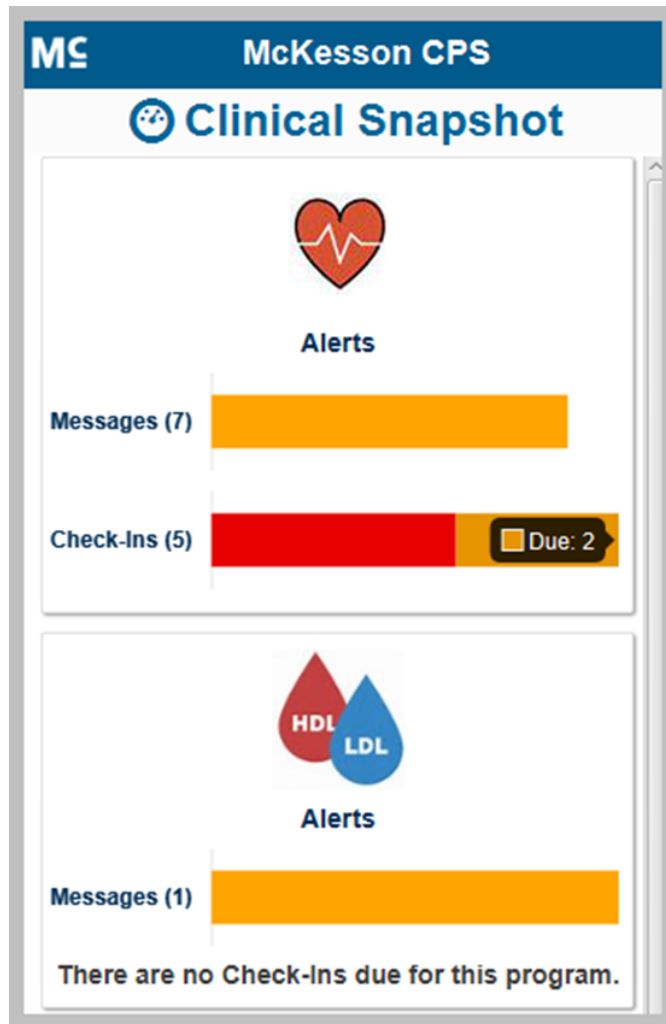 MC McKesson CPS
Clinical Snapshot
Alerts
Messages (7)
Check-Ins (5)
Due: 2
HDL
LDL
Alerts
Messages (1)
There are no Check-Ins due for this program.